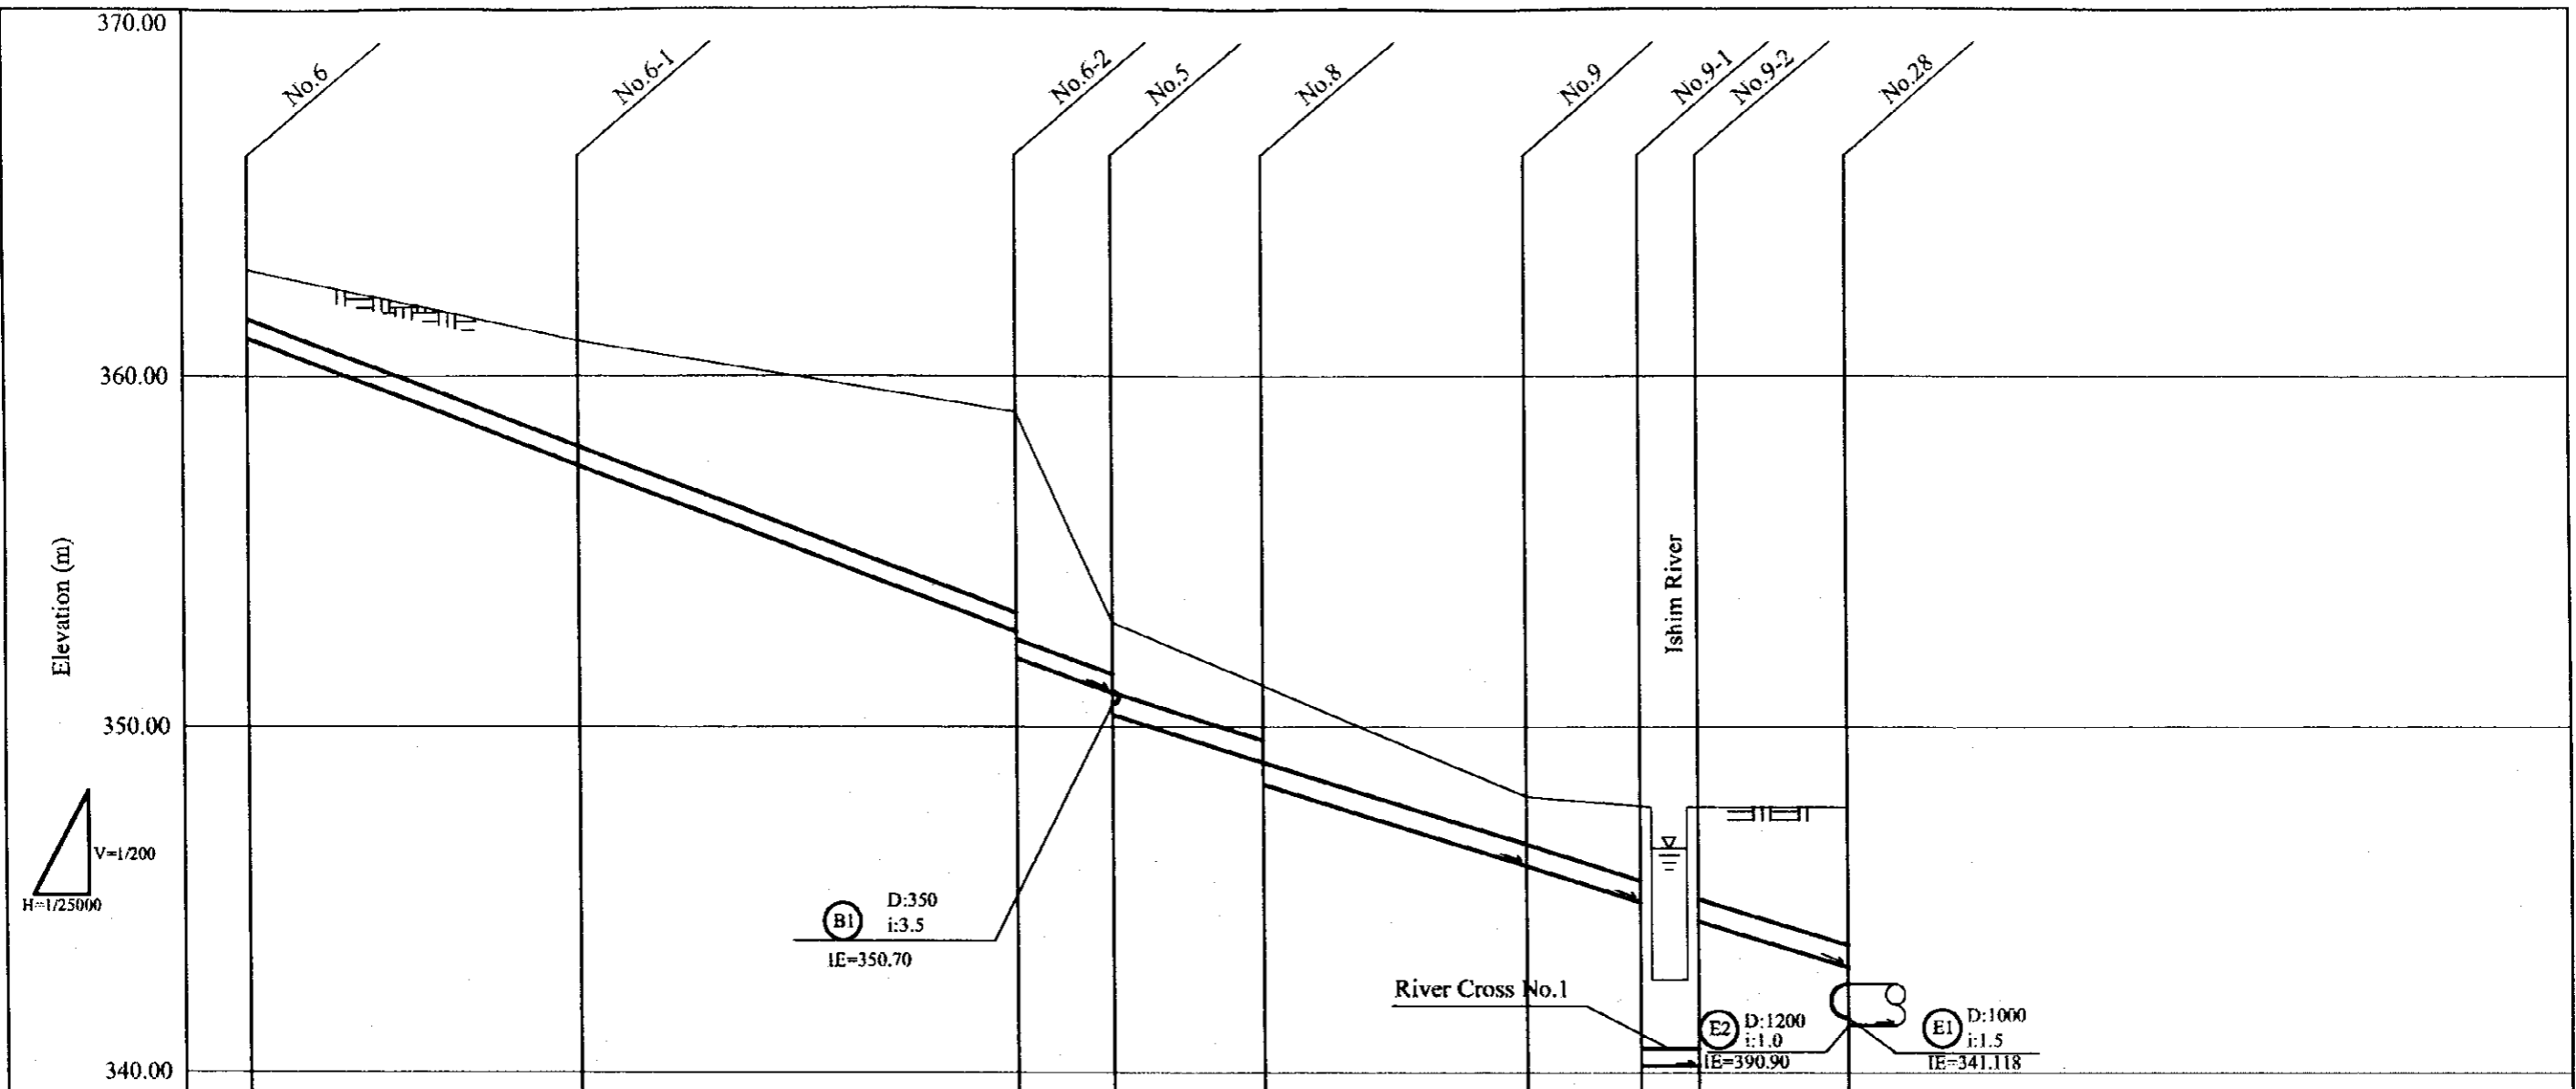 370.00
No.6
No.6-1
No.6-2
No.5
No.8
No.9
No.9-1
No.9-2
No.28
360.00
Elevation (m)
Ishim River
350.00
V=1/200
H=1/25000
B1
D:350
i:3.5
IE=350.70
River Cross No.1
E2
D:1200
i:1.0
IE=390.90
E1
D:1000
i:1.5
IE=341.118
340.00